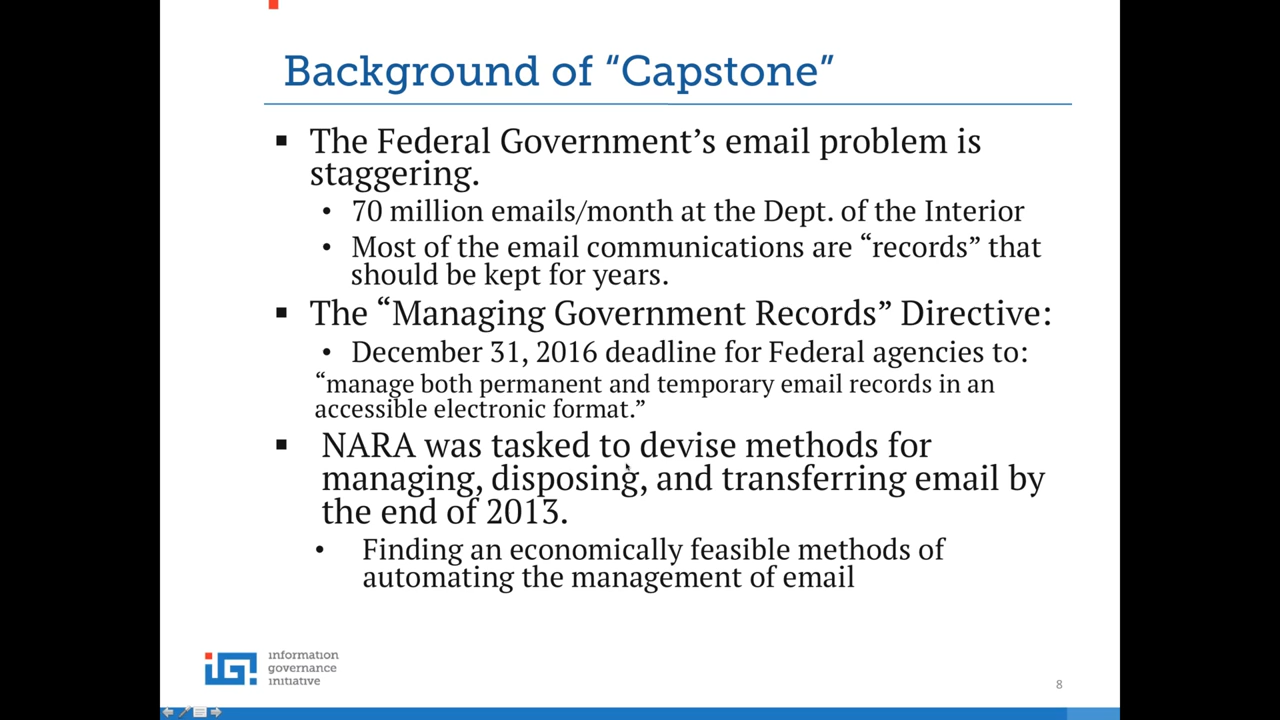 Background of “Capstone”
▪ The Federal Government’s email problem is
staggering.
• 70 million emails/month at the Dept. of the Interior
• Most of the email communications are “records” that
should be kept for years.
▪ The “Managing Government Records” Directive:
• December 31, 2016 deadline for Federal agencies to:
“manage both permanent and temporary email records in an
accessible electronic format.”
▪ NARA was tasked to devise methods for
managing, disposing, and transferring email by
the end of 2013.
• Finding an economically feasible methods of
automating the management of email
iGI
information
governance
initiative
8